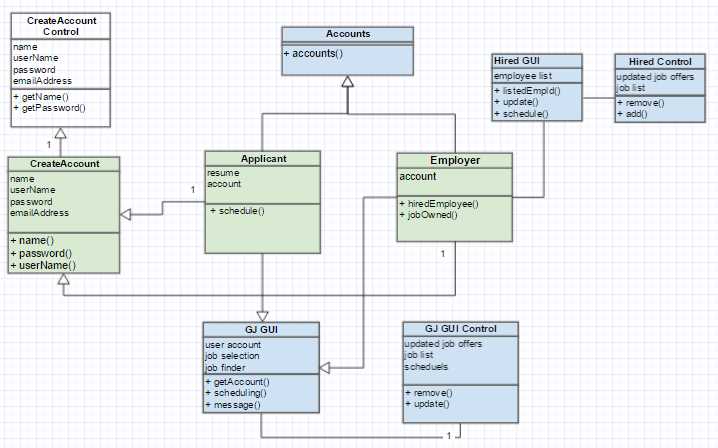 CreateAccount
Control
name
userName
password
emailAddress
+ getName()
+ getPassword()
1
CreateAccount
name
userName
password
emailAddress
+ name()
+ password()
+ userName()
Accounts
+ accounts()
Applicant
resume
account
+ schedule()
1
Employer
account
+ hiredEmployee()
+ jobOwned()
1
Hired GUI
employee list
+ listedEmpId()
+ update()
+ schedule()
Hired Control
updated job offers
job list
+ remove()
+ add()
GJ GUI
user account
job selection
job finder
+ getAccount()
+ scheduling()
+ message()
GJ GUI Control
updated job offers
job list
scheduels
+ remove()
+ update()
1